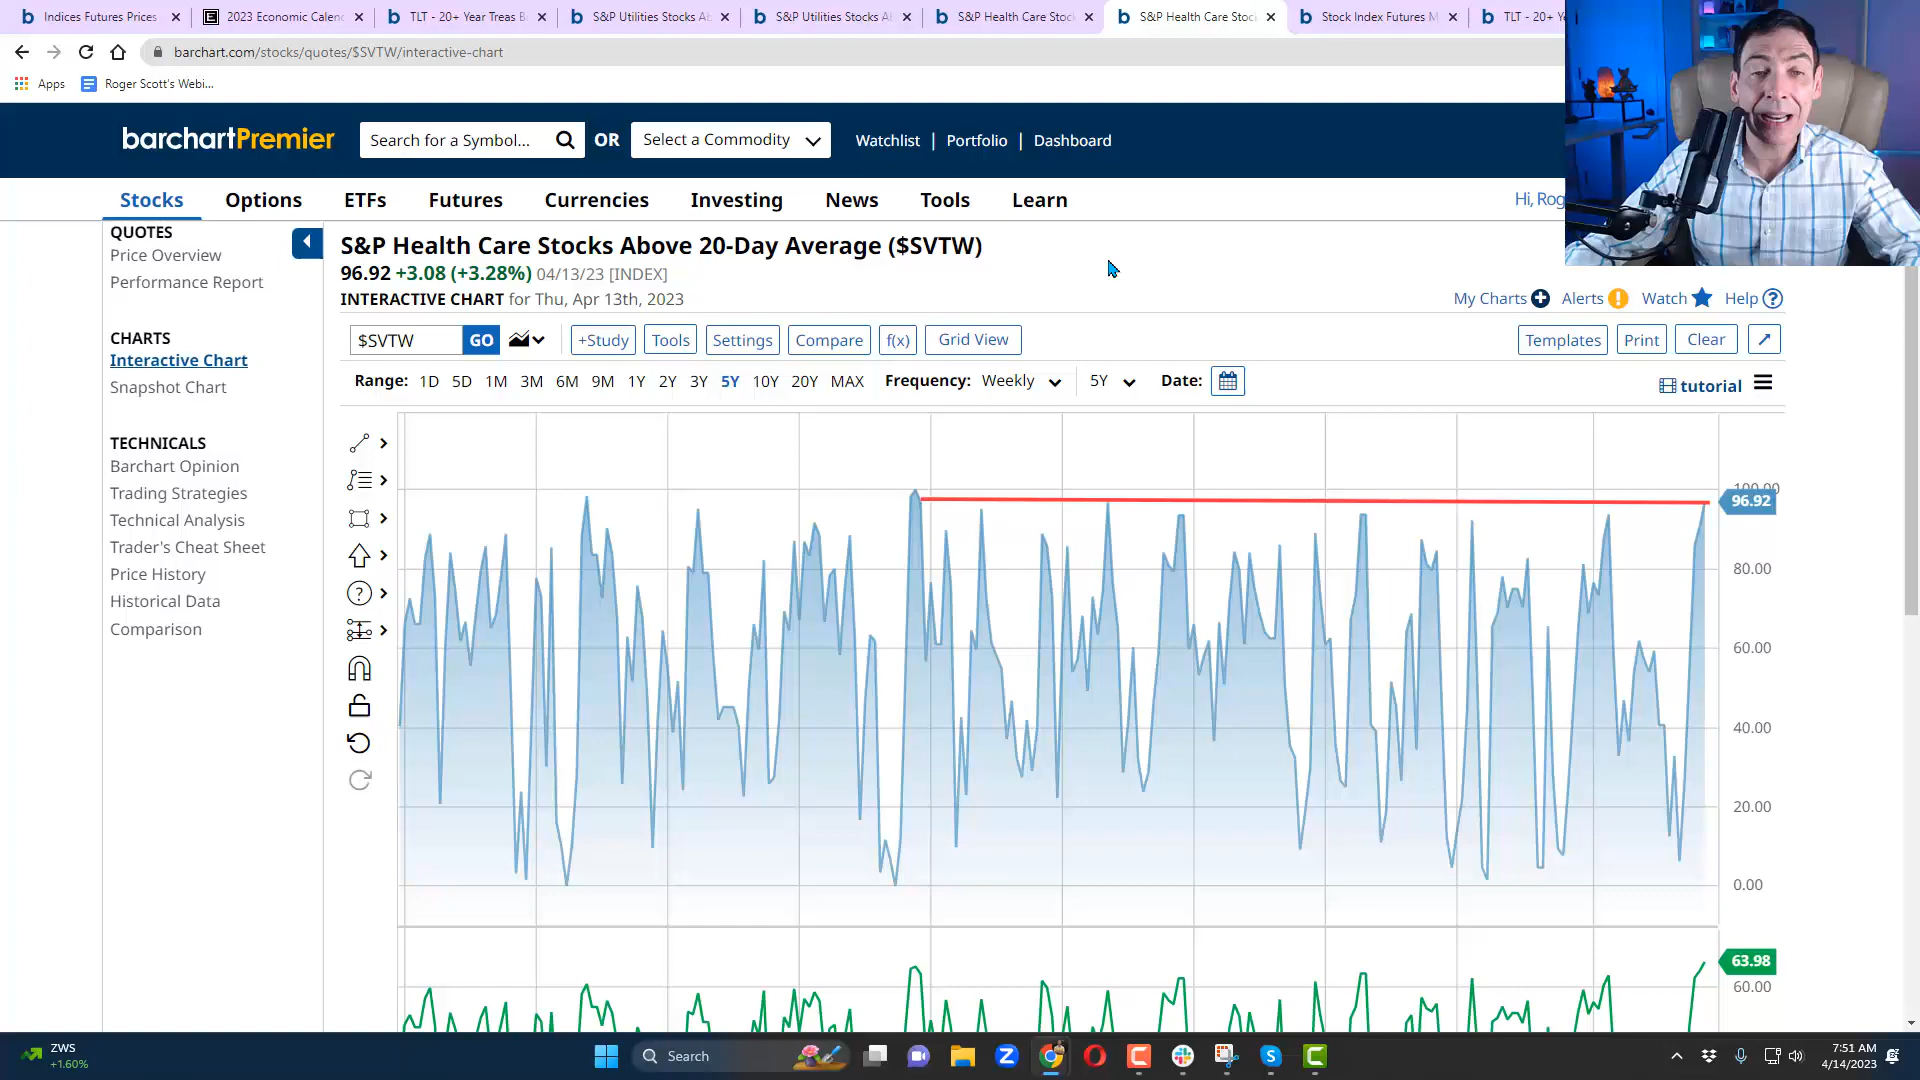 Indices Futures Prices
2023 Economic Calenc
TLT - 20+ Year Treas B
S&P Utilities Stocks A
S&P Utilities Stocks A
S&P Health Care Stoc
S&P Health Care Stoc
Stock Index Futures M
TLT - 20+ Ye
barchart.com/stocks/quotes/$SVTW/interactive-chart
Apps
Roger Scott's Webi...
barchartPremier
Search for a Symbol...
OR
Select a Commodity
Watchlist | Portfolio | Dashboard
Stocks
Options
ETFs
Futures
Currencies
Investing
News
Tools
Learn
Hi, Rog
QUOTES
Price Overview
Performance Report
CHARTS
Interactive Chart
Snapshot Chart
TECHNICALS
Barchart Opinion
Trading Strategies
Technical Analysis
Trader's Cheat Sheet
Price History
Historical Data
Comparison
S&P Health Care Stocks Above 20-Day Average ($SVTW)
96.92 +3.08 (+3.28%) 04/13/23 [INDEX]
INTERACTIVE CHART for Thu, Apr 13th, 2023
My Charts
Alerts
Watch
Help
$SVTW
GO
+Study
Tools
Settings
Compare
f(x)
Grid View
Templates
Print
Clear
Range: 1D 5D 1M 3M 6M 9M 1Y 2Y 3Y 5Y 10Y 20Y MAX
Frequency: Weekly
5Y
Date:
tutorial
100.00
96.92
80.00
60.00
40.00
20.00
0.00
63.98
60.00
ZWS
+1.60%
Search
7:51 AM
4/14/2023